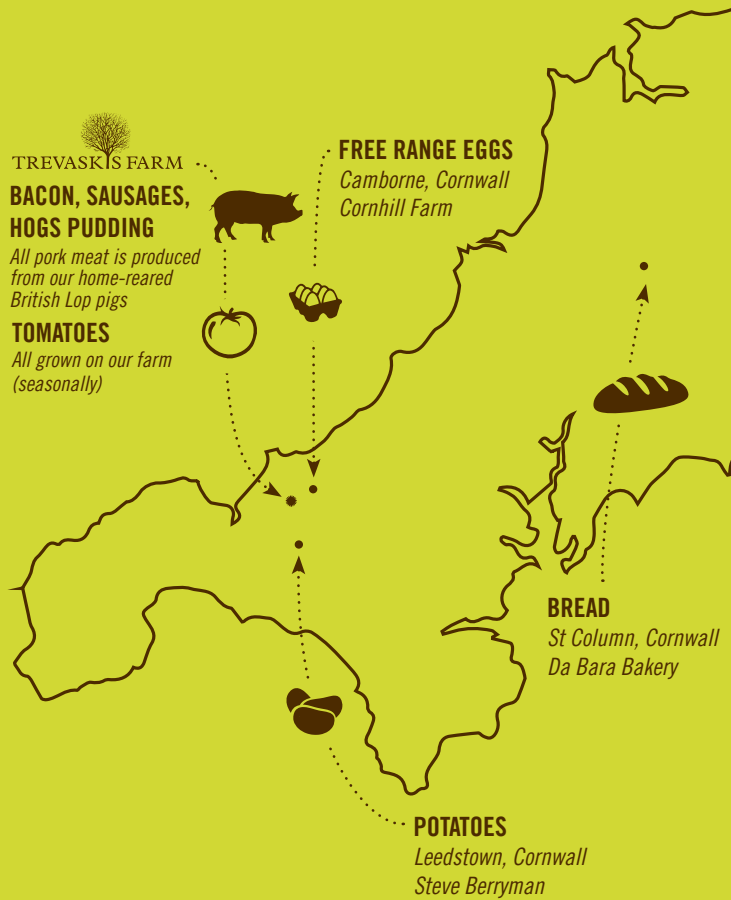 TREVASKIS FARM
BACON, SAUSAGES,
HOGS PUDDING
All pork meat is produced
from our home-reared
British Lop pigs
TOMATOES
All grown on our farm
(seasonally)
FREE RANGE EGGS
Camborne, Cornwall
Cornhill Farm
BREAD
St Column, Cornwall
Da Bara Bakery
POTATOES
Leedstown, Cornwall
Steve Berryman